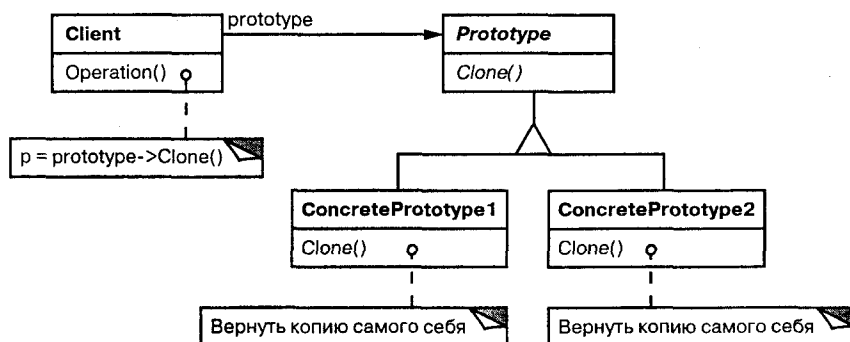 prototype
Client
Prototype
Operation()
Clone()
p = prototype->Clone()
ConcretePrototype1
ConcretePrototype2
Clone()
Clone()
Вернуть копию самого себя
Вернуть копию самого себя